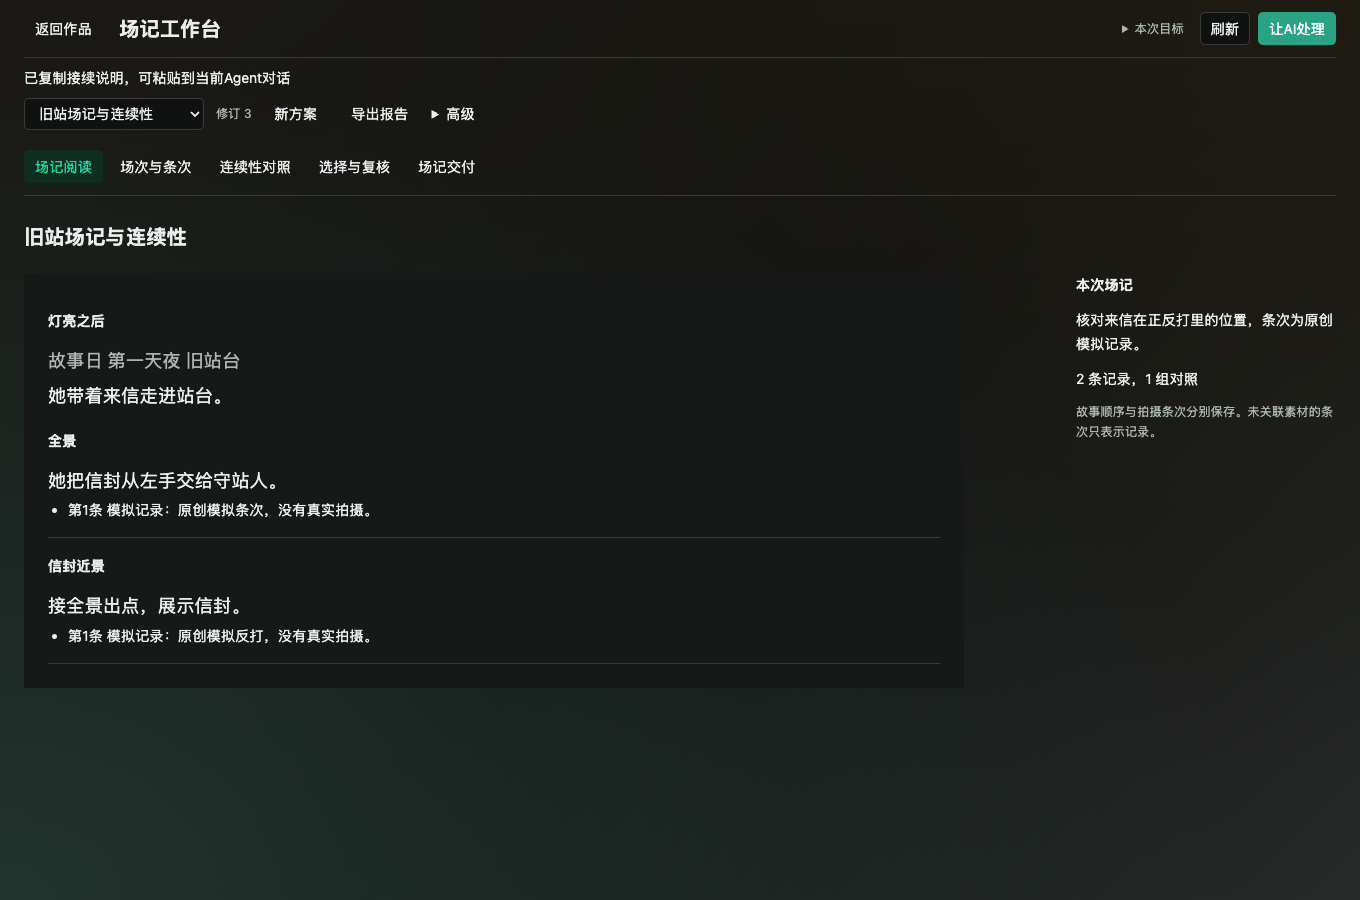 返回作品
场记工作台
本次目标
刷新
让AI处理
已复制接续说明，可粘贴到当前Agent对话
旧站场记与连续性
修订 3
新方案
导出报告
高级
场记阅读
场次与条次
连续性对照
选择与复核
场记交付
旧站场记与连续性
灯亮之后
故事日 第一天夜 旧站台
她带着来信走进站台。
全景
她把信封从左手交给守站人。
第1条 模拟记录：原创模拟条次，没有真实拍摄。
信封近景
接全景出点，展示信封。
第1条 模拟记录：原创模拟反打，没有真实拍摄。
本次场记
核对来信在正反打里的位置，条次为原创
模拟记录。
2 条记录，1 组对照
故事顺序与拍摄条次分别保存。未关联素材的条
次只表示记录。